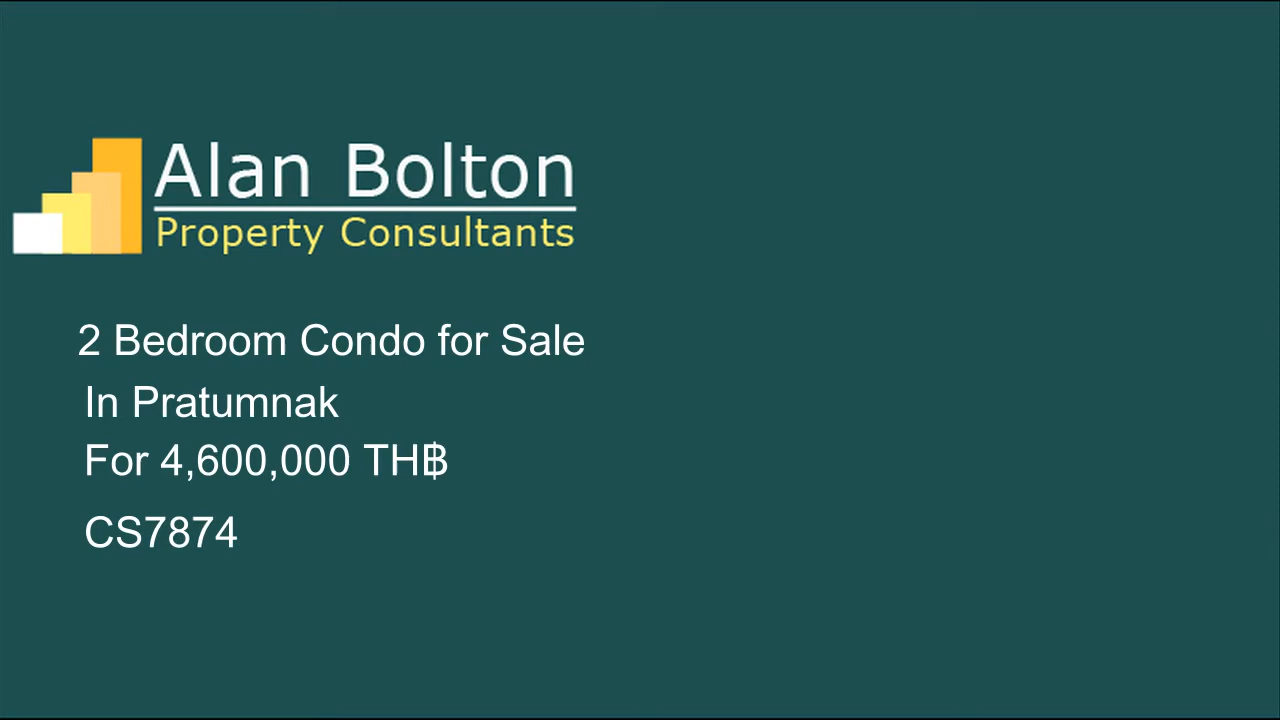 Alan Bolton
Property Consultants
2 Bedroom Condo for Sale
In Pratumnak
For 4,600,000 TH฿
CS7874